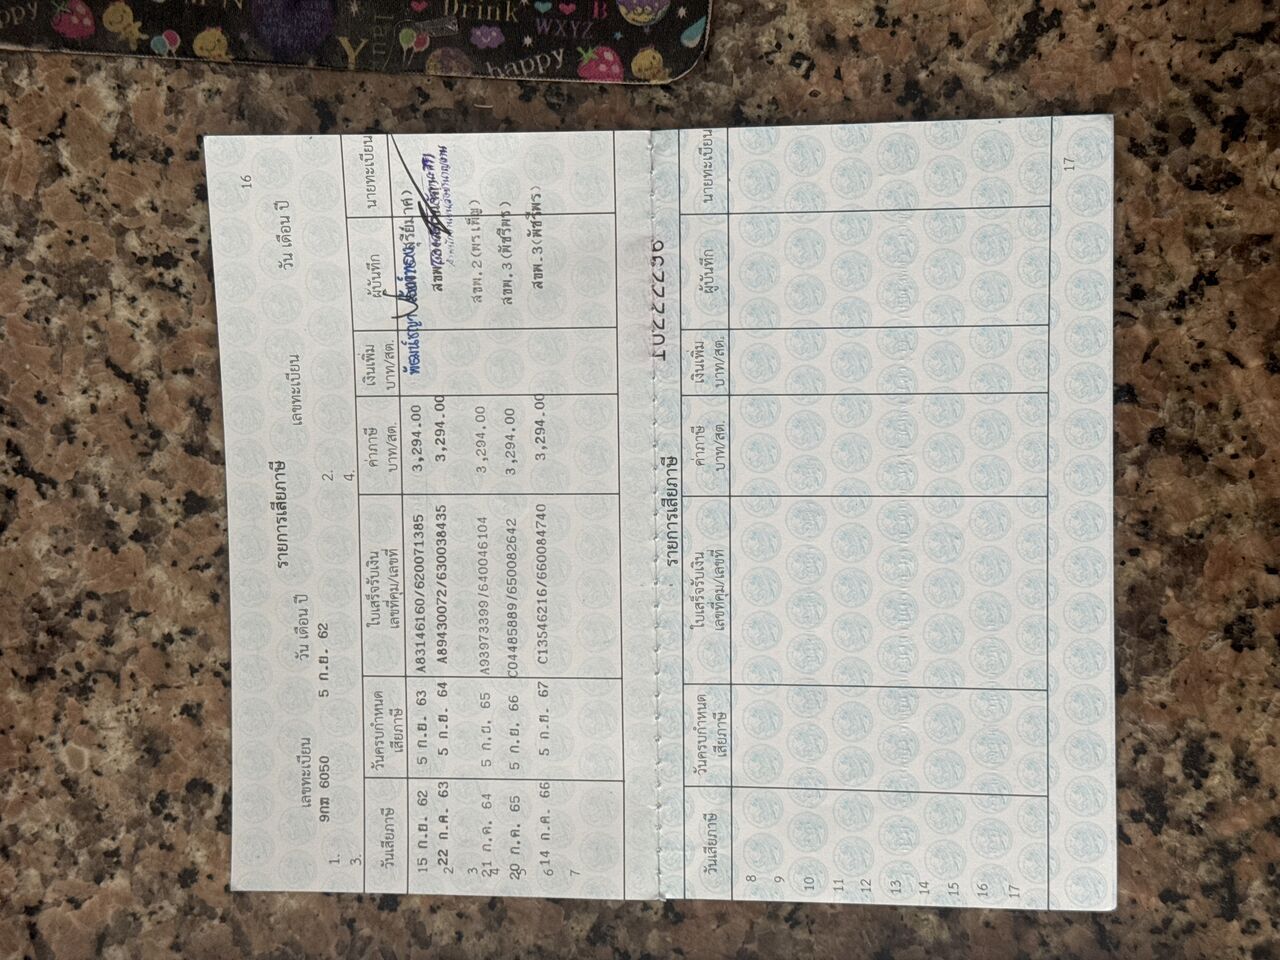 Drink
WXYZ
B
Y
happy
16
รายการเสียภาษี
เลขทะเบียน วัน เดือน ปี เลขทะเบียน วัน เดือน ปี
1. 9กฆ 6050 5 ก.ย. 62 2.
3. 4.
วันเสียภาษี วันครบกำหนดเสียภาษี ใบเสร็จรับเงิน เลขที่คุม/เลขที่ ค่าภาษี บาท/สต. เงินเพิ่ม บาท/สต. ผู้บันทึก นายทะเบียน
15 ก.ย. 62 5 ก.ย. 63 A83146160/620071385 3,294.00
2 22 ก.ค. 63 5 ก.ย. 64 A89430072/630038435 3,294.00
3
4 21 ก.ค. 64 5 ก.ย. 65 A93973399/640046104 3,294.00 สขพ.2(พรเพ็ญ)
5 20 ก.ค. 65 5 ก.ย. 66 C04485889/650082642 3,294.00 สขพ.3(พัชรีพร)
6 14 ก.ค. 66 5 ก.ย. 67 C13546216/660084740 3,294.00 สขพ.3(พัชรีพร)
7
รายการเสียภาษี
วันเสียภาษี วันครบกำหนดเสียภาษี ใบเสร็จรับเงิน เลขที่คุม/เลขที่ ค่าภาษี บาท/สต. เงินเพิ่ม บาท/สต. ผู้บันทึก นายทะเบียน
8
9
10
11
12
13
14
15
16
17
17